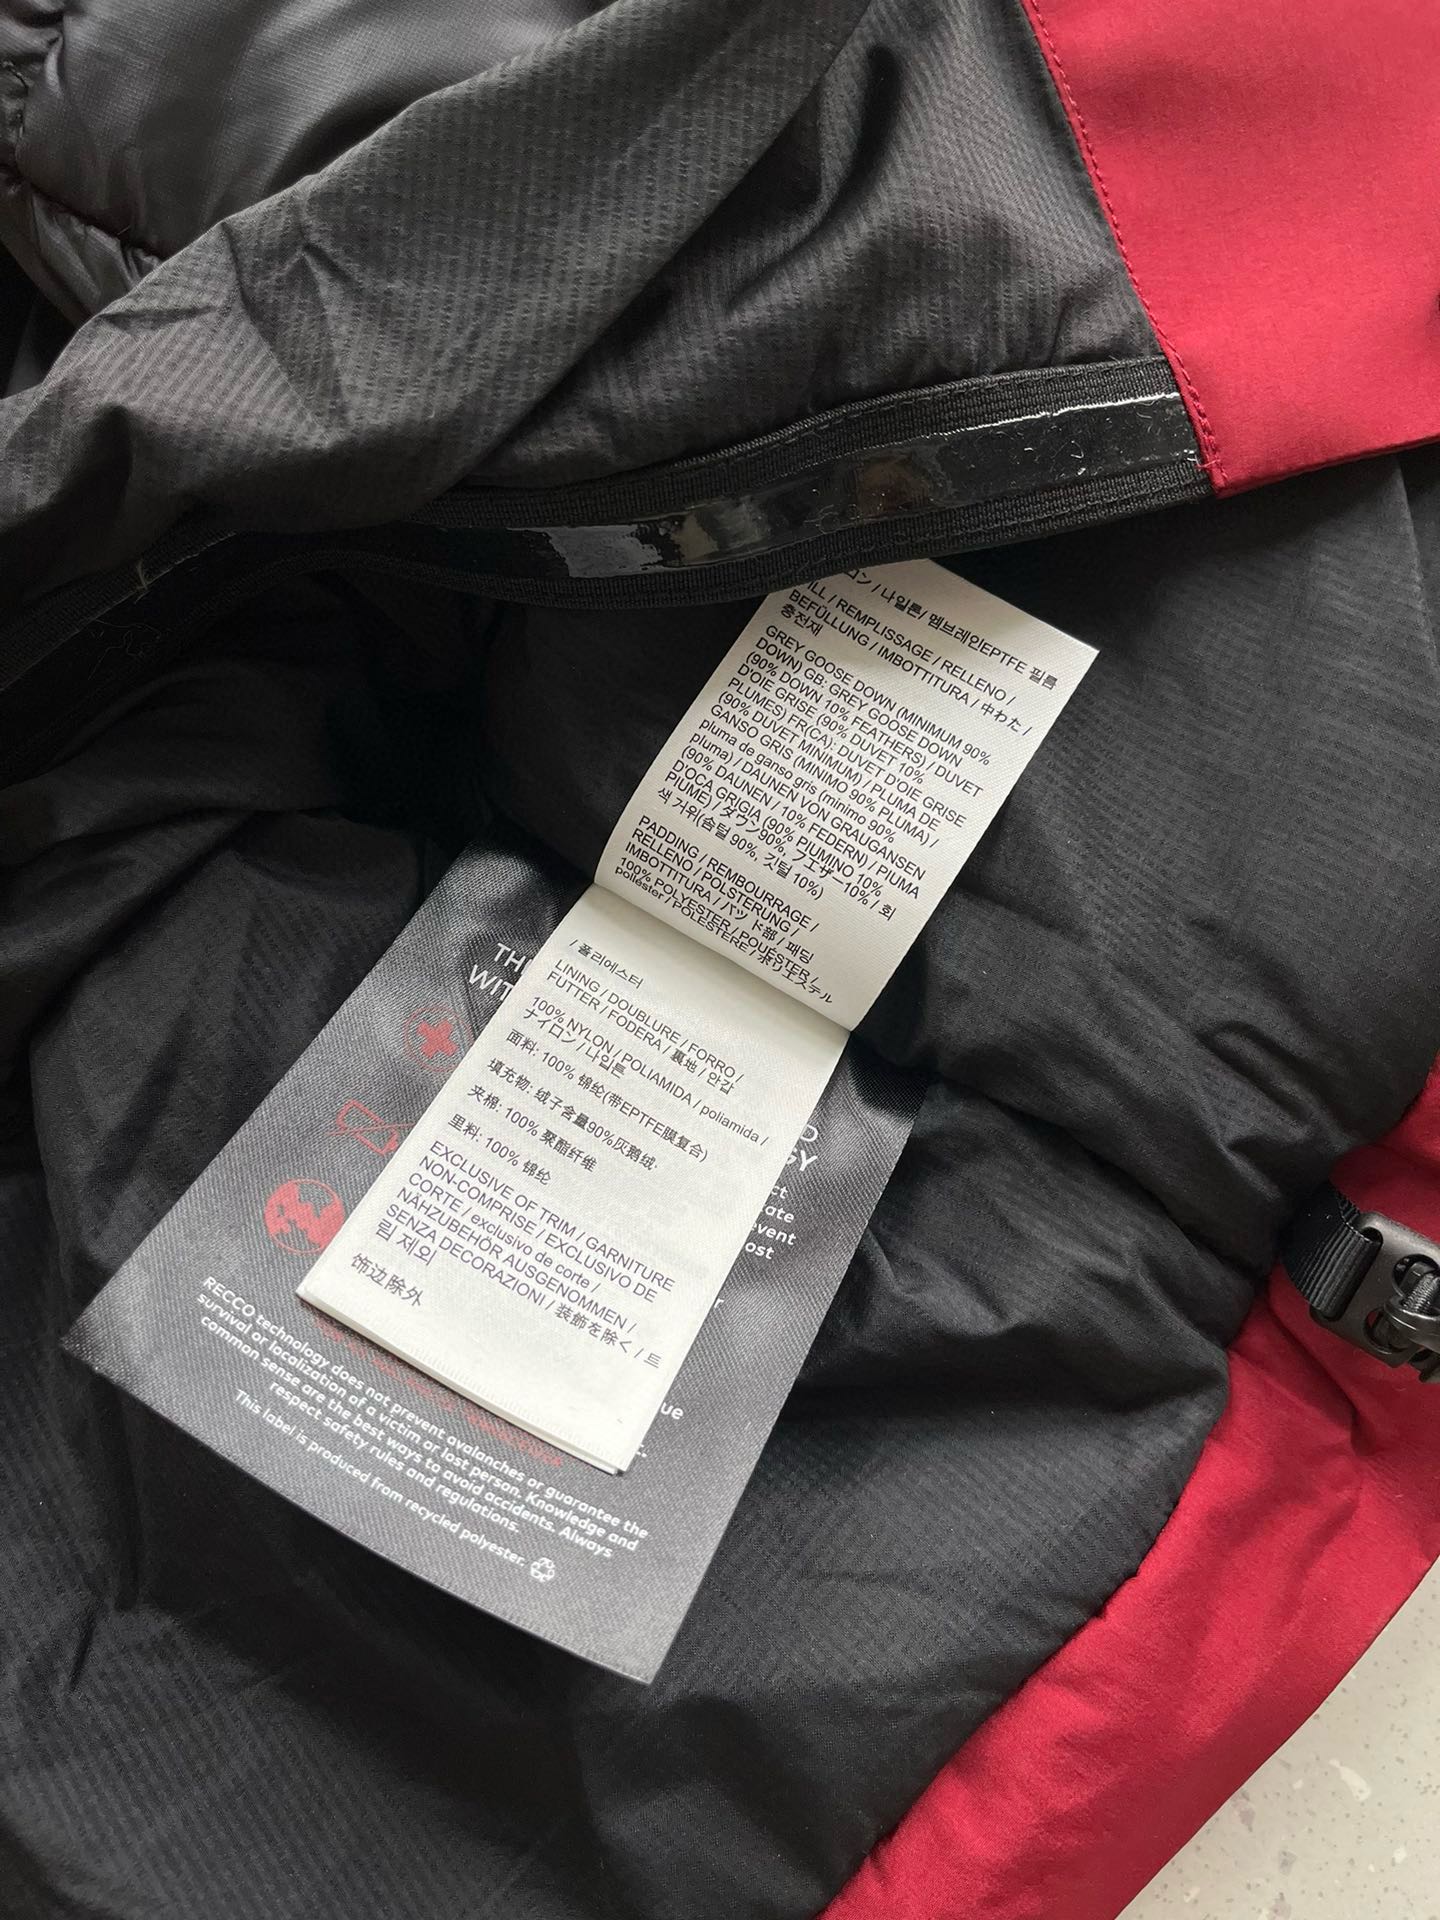 ロン / 나일론/ 멤브레인EPTFE 필름
FILL / REMPLISSAGE / RELLENO /
BEFÜLLUNG / IMBOTTITURA / 中わた /
충전재
GREY GOOSE DOWN (MINIMUM 90%
DOWN) GB: GREY GOOSE DOWN
(90% DOWN 10% FEATHERS) / DUVET
D'OIE GRISE (90% DUVET 10%
PLUMES) FR(CA): DUVET D'OIE GRISE
(90% DUVET MINIMUM) / PLUMA DE
GANSO GRIS (MINIMO 90% PLUMA) /
pluma de ganso gris (minimo 90%
pluma) / DAUNEN VON GRAUGANSEN
(90% DAUNEN / 10% FEDERN) / PIUMA
D'OCA GRIGIA (90% PIUMINO 10%
PIUME) / ダウン90%, フエザー10% / 회
색 거위(솜털 90%, 깃털 10%)
PADDING / REMBOURRAGE /
RELLENO / POLSTERUNG /
IMBOTTITURA / パッド部 / 패딩
100% POLYESTER / POUÉSTER /
poliéster / POLESTERE / ポリエステル
/ 폴리에스터
LINING / DOUBLURE / FORRO /
FUTTER / FODERA / 裏地 / 안감
100% NYLON / POLIAMIDA / poliamida /
ナイロン / 나일론
面料: 100% 锦纶(带EPTFE膜复合)
填充物: 绒子含量90%灰鹅绒
夹棉: 100% 聚酯纤维
里料: 100% 锦纶
EXCLUSIVE OF TRIM / GARNITURE
NON-COMPRISE / EXCLUSIVO DE
CORTE / exclusivo de corte /
NÄHZUBEHÖR AUSGENOMMEN /
SENZA DECORAZIONI / 装飾を除く / 트
림 제외
饰边除外
RECCO technology does not prevent avalanches or guarantee the
survival or localization of a victim or lost person. Knowledge and
common sense are the best ways to avoid accidents. Always
respect safety rules and regulations.
This label is produced from recycled polyester.